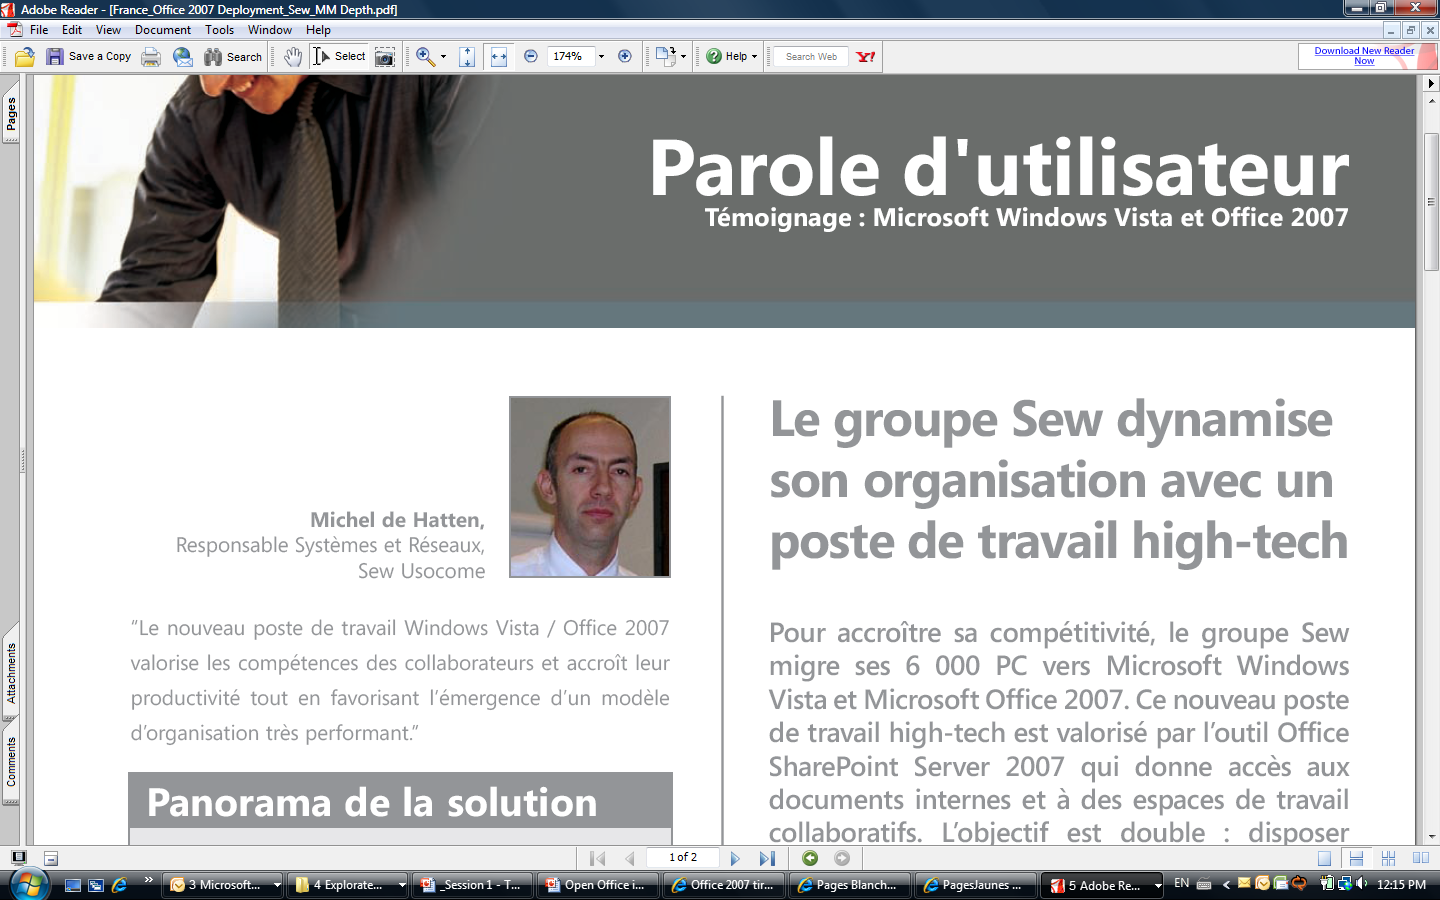 Adobe Reader - [France_Office 2007 Deployment_Sew_MM Depth.pdf]
File Edit View Document Tools Window Help
Save a Copy Search Select 174% Help Search Web Y! Download New Reader Now
Pages
Attachments
Comments
Parole d'utilisateur
Témoignage : Microsoft Windows Vista et Office 2007
Michel de Hatten,
Responsable Systèmes et Réseaux,
Sew Usocome
“Le nouveau poste de travail Windows Vista / Office 2007
valorise les compétences des collaborateurs et accroît leur
productivité tout en favorisant l’émergence d’un modèle
d’organisation très performant.”
Panorama de la solution
Le groupe Sew dynamise
son organisation avec un
poste de travail high-tech
Pour accroître sa compétitivité, le groupe Sew
migre ses 6 000 PC vers Microsoft Windows
Vista et Microsoft Office 2007. Ce nouveau poste
de travail high-tech est valorisé par l’outil Office
SharePoint Server 2007 qui donne accès aux
documents internes et à des espaces de travail
collaboratifs. L’objectif est double : disposer
1 of 2
3 Microsoft... 4 Explorate... _Session 1 - T... Open Office i... Office 2007 tir... Pages Blanch... PagesJaunes ... 5 Adobe Re... EN 12:15 PM